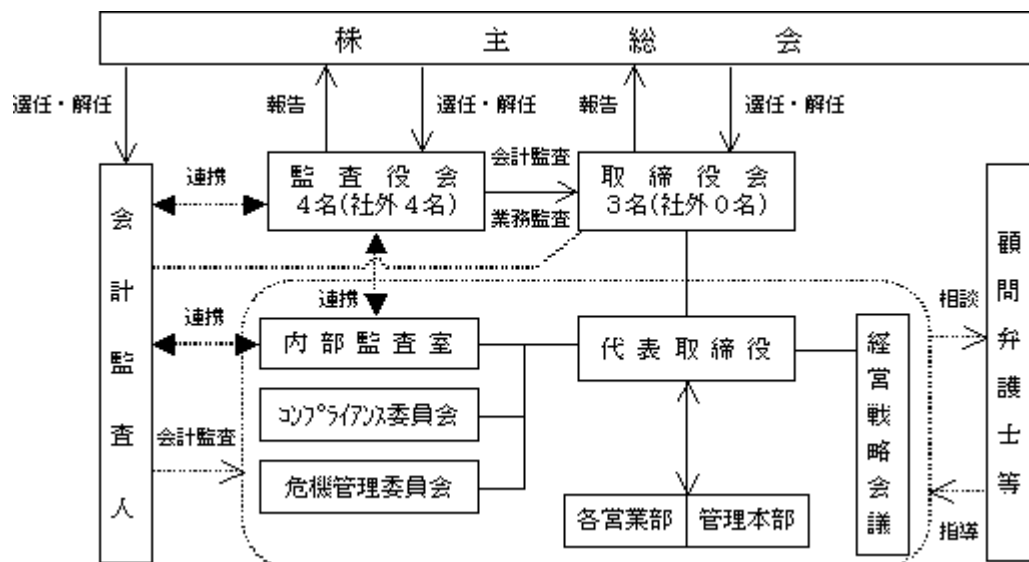 株主総会
選任・解任
報告
選任・解任
報告
選任・解任
監査役会
4名(社外4名)
会計監査
業務監査
取締役会
3名(社外0名)
連携
会計監査人
顧問弁護士等
連携
相談
連携
内部監査室
代表取締役
経営戦略会議
コンプライアンス委員会
会計監査
危機管理委員会
各営業部
管理本部
指導